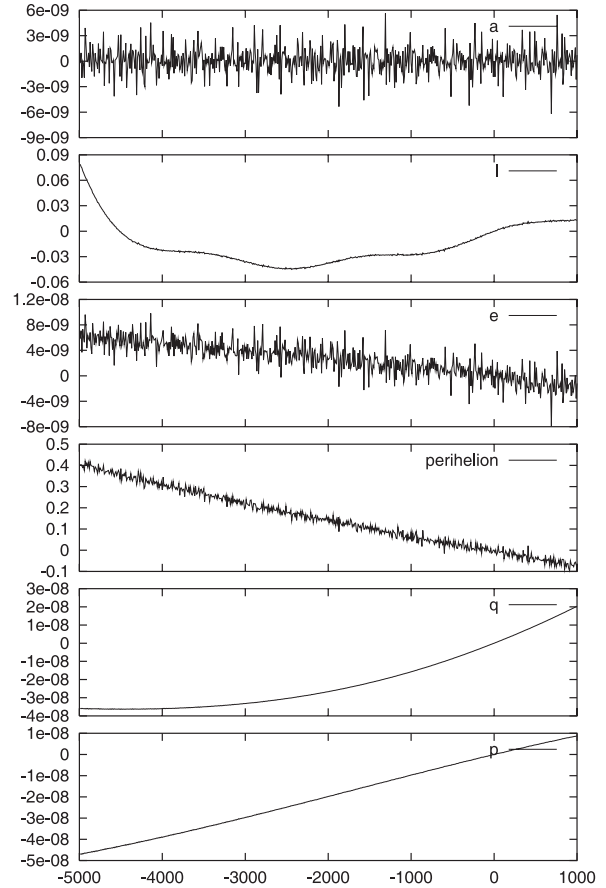 6e-09
3e-09
0
-3e-09
-6e-09
-9e-09
a
0.09
0.06
0.03
0
-0.03
-0.06
l
1.2e-08
8e-09
4e-09
0
-4e-09
-8e-09
e
0.5
0.4
0.3
0.2
0.1
0
-0.1
perihelion
3e-08
2e-08
1e-08
0
-1e-08
-2e-08
-3e-08
-4e-08
q
1e-08
0
-1e-08
-2e-08
-3e-08
-4e-08
-5e-08
p
-5000 -4000 -3000 -2000 -1000 0 1000